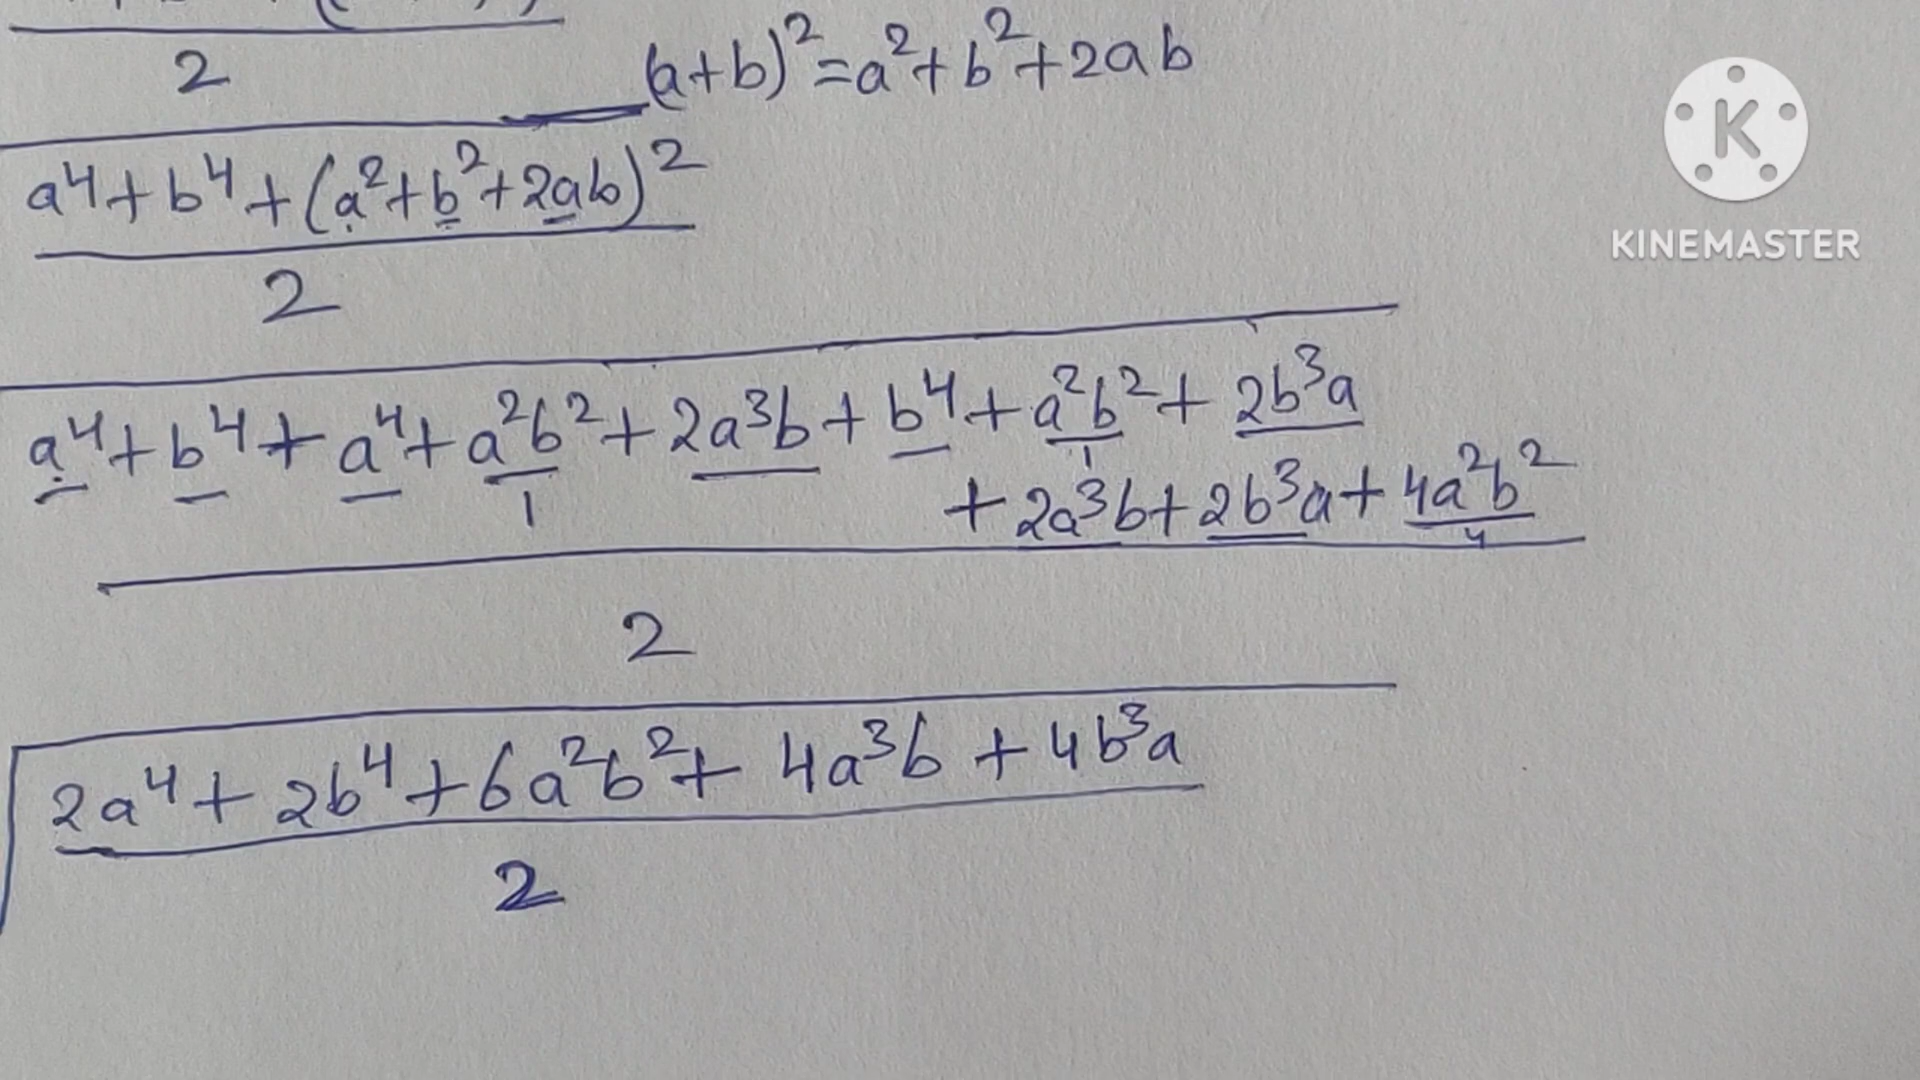 2
(a+b)²=a²+b²+2ab
a⁴+b⁴+(a²+b²+2ab)²
2
a⁴+b⁴+a⁴+a²b²+2a³b+b⁴+a²b²+2b³a
1 1
+2a³b+2b³a+4a²b²
4
2
2a⁴+2b⁴+6a²b²+4a³b+4b³a
2
K
KINEMASTER